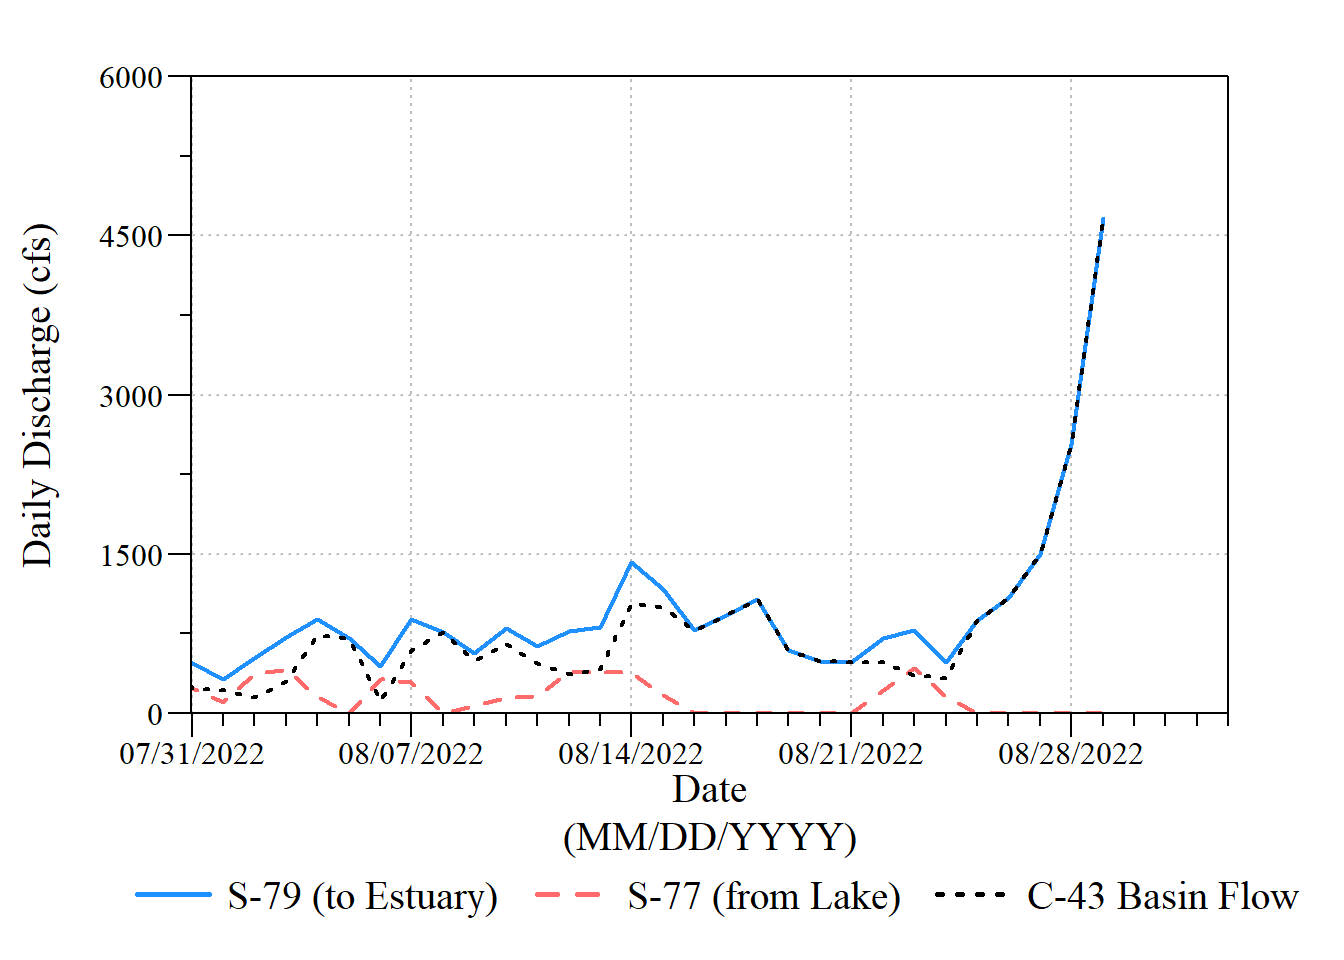 6000
4500
3000
1500
0
Daily Discharge (cfs)
07/31/2022 08/07/2022 08/14/2022 08/21/2022 08/28/2022
Date
(MM/DD/YYYY)
S-79 (to Estuary) S-77 (from Lake) C-43 Basin Flow